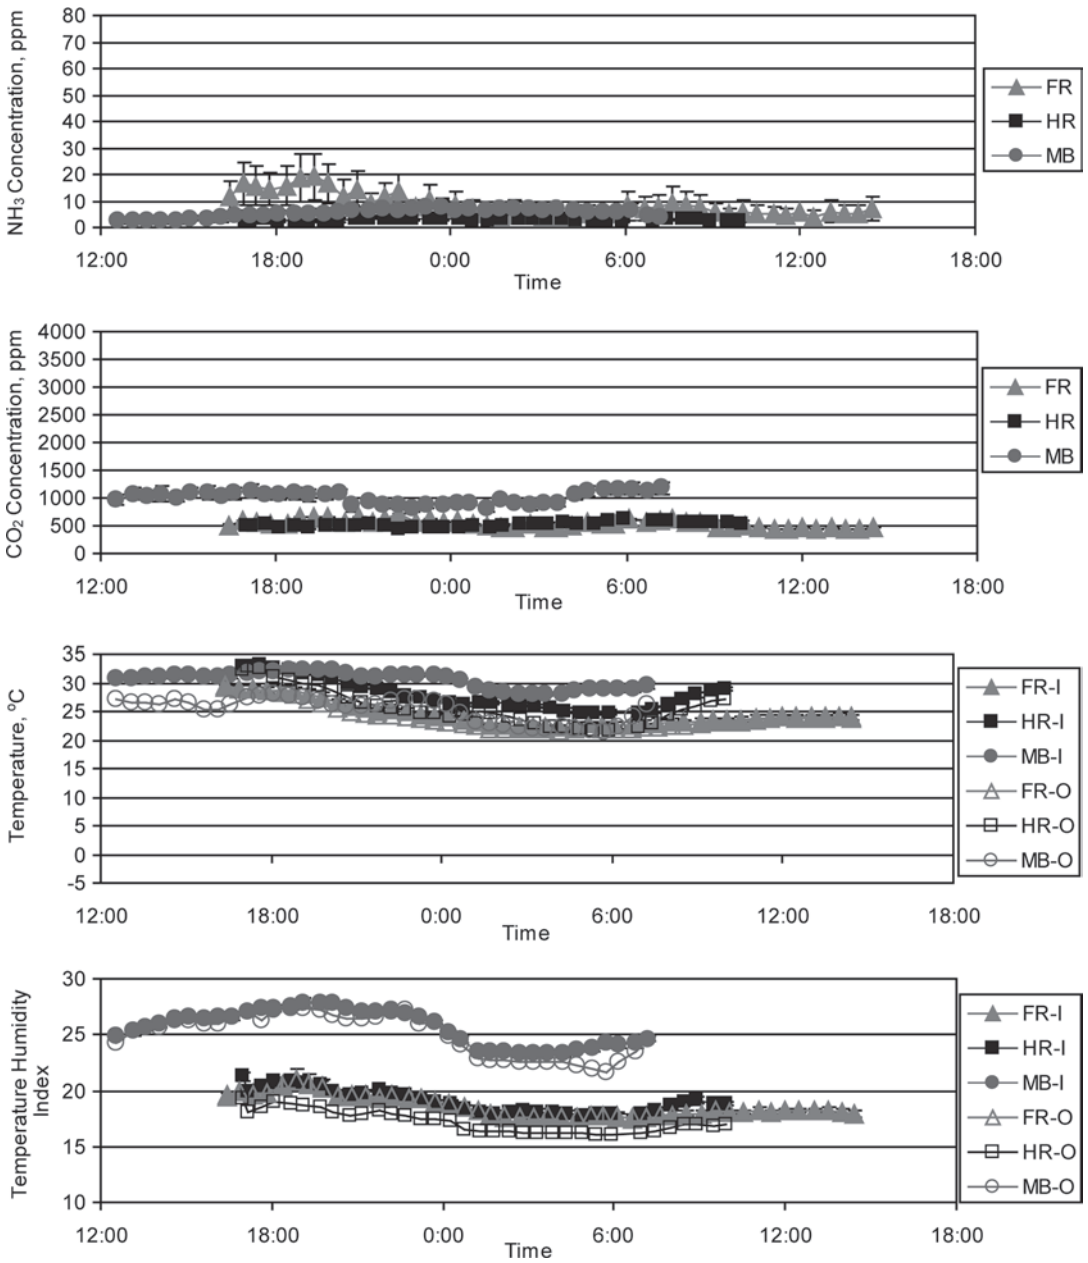 NH₃ Concentration, ppm
80
70
60
50
40
30
20
10
0
12:00 18:00 0:00 6:00 12:00 18:00
Time
FR
HR
MB
CO₂ Concentration, ppm
4000
3500
3000
2500
2000
1500
1000
500
0
12:00 18:00 0:00 6:00 12:00 18:00
Time
FR
HR
MB
Temperature, °C
35
30
25
20
15
10
5
0
-5
12:00 18:00 0:00 6:00 12:00 18:00
Time
FR-I
HR-I
MB-I
FR-O
HR-O
MB-O
Temperature Humidity
Index
30
25
20
15
10
12:00 18:00 0:00 6:00 12:00 18:00
Time
FR-I
HR-I
MB-I
FR-O
HR-O
MB-O